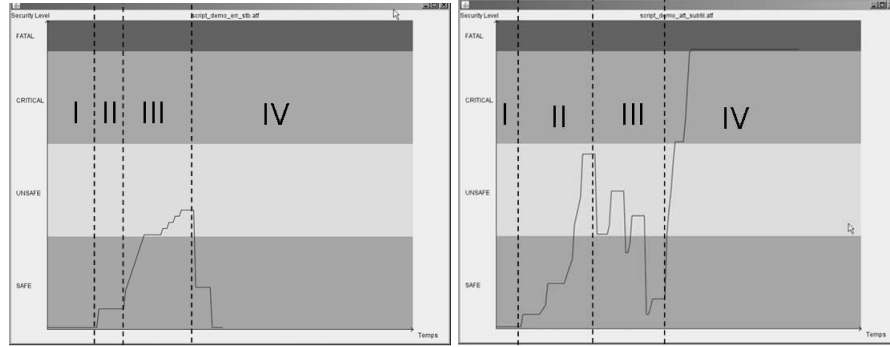 script_demo_err_stb.atf
Security Level
FATAL
CRITICAL
I II III IV
UNSAFE
SAFE
Temps
script_demo_att_subtil.atf
Security Level
FATAL
CRITICAL
I II III IV
UNSAFE
SAFE
Temps